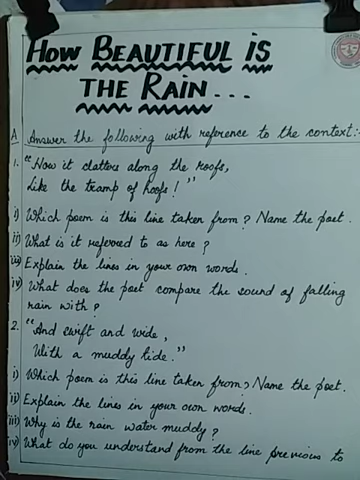 How BEAUTIFUL is
THE RAIN...
A Answer the following with reference to the context:-
1. "How it clatters along the roofs,
Like the tramp of hoofs!"
i) Which poem is this line taken from? Name the poet.
ii) What is it referred to as here?
iii) Explain the lines in your own words.
iv) What does the poet compare the sound of falling
rain with?
2. "And swift and wide,
With a muddy tide."
i) Which poem is this line taken from? Name the poet.
ii) Explain the lines in your own words.
iii) Why is the rain water muddy?
iv) What do you understand from the line previous to